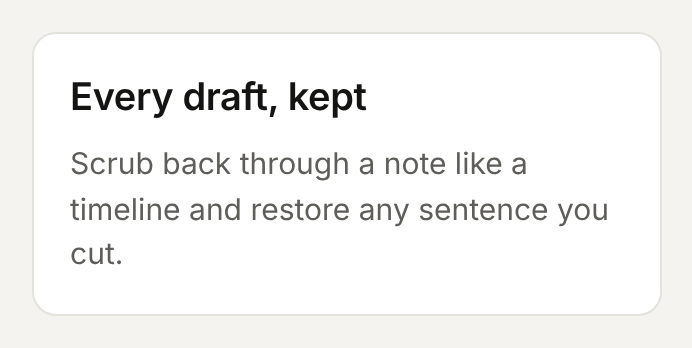 Every draft, kept
Scrub back through a note like a
timeline and restore any sentence you
cut.